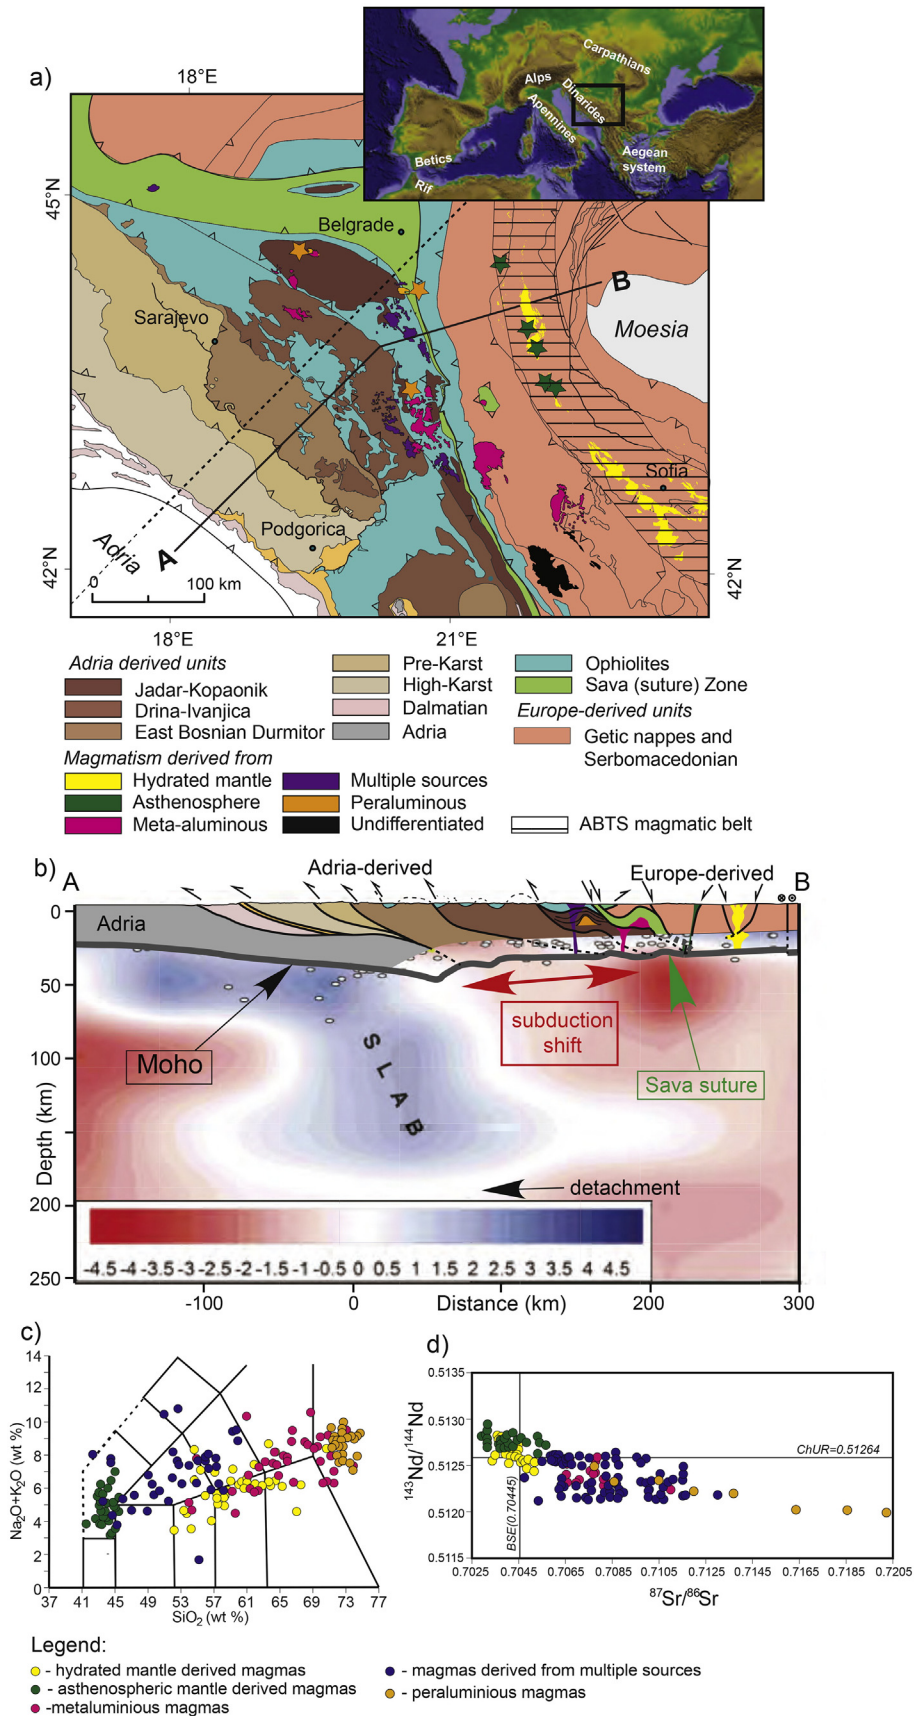 a)
18°E
Carpathians
Alps
Dinarides
Apennines
Betics
Rif
Aegean
system
45°N
Belgrade
B
Sarajevo
Moesia
Sofia
Podgorica
Adria
A
0
100 km
42°N
42°N
18°E
21°E
Adria derived units
Jadar-Kopaonik
Drina-Ivanjica
East Bosnian Durmitor
Pre-Karst
High-Karst
Dalmatian
Adria
Ophiolites
Sava (suture) Zone
Europe-derived units
Getic nappes and
Serbomacedonian
Magmatism derived from
Hydrated mantle
Asthenosphere
Meta-aluminous
Multiple sources
Peraluminous
Undifferentiated
ABTS magmatic belt
b)
A
Adria-derived
Europe-derived
B
Adria
Moho
SLAB
subduction
shift
Sava suture
detachment
Depth (km)
0
50
100
150
200
250
-4.5 -4 -3.5 -3 -2.5 -2 -1.5 -1 -0.5 0 0.5 1 1.5 2 2.5 3 3.5 4 4.5
-100
0
Distance (km)
200
300
c)
Na2O+K2O (wt %)
14
12
10
8
6
4
2
0
37 41 45 49 53 57 61 65 69 73 77
SiO2 (wt %)
d)
143Nd/144Nd
0.5135
0.5130
0.5125
0.5120
0.5115
ChUR=0.51264
BSE(0.70445)
0.7025 0.7045 0.7065 0.7085 0.7105 0.7125 0.7145 0.7165 0.7185 0.7205
87Sr/86Sr
Legend:
- hydrated mantle derived magmas
- asthenospheric mantle derived magmas
-metaluminious magmas
- magmas derived from multiple sources
- peraluminious magmas